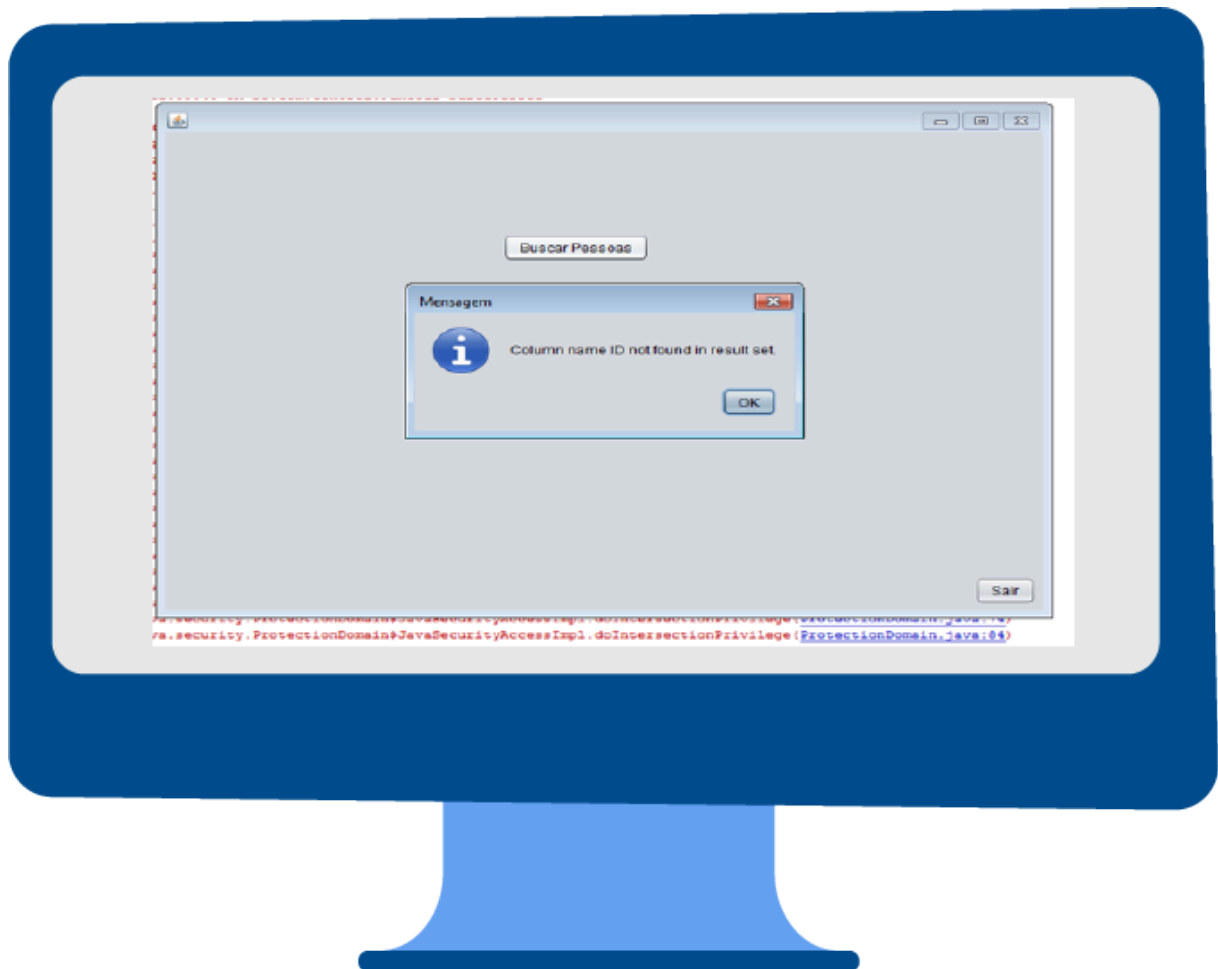 Buscar Pessoas
Mensagem
Column name ID not found in result set.
OK
Sair
va.security.ProtectionDomain$JavaSecurityAccessImpl.doIntersectionPrivilege(ProtectionDomain.java:84)